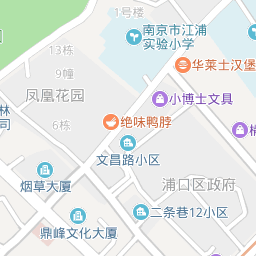 1号楼
南京市江浦
实验小学
13栋
华莱士汉堡
9幢
凤凰花园
小博士文具
林
司
6栋
绝味鸭脖
文昌路小区
烟草大厦
浦口区政府
二条巷12小区
鼎峰文化大厦